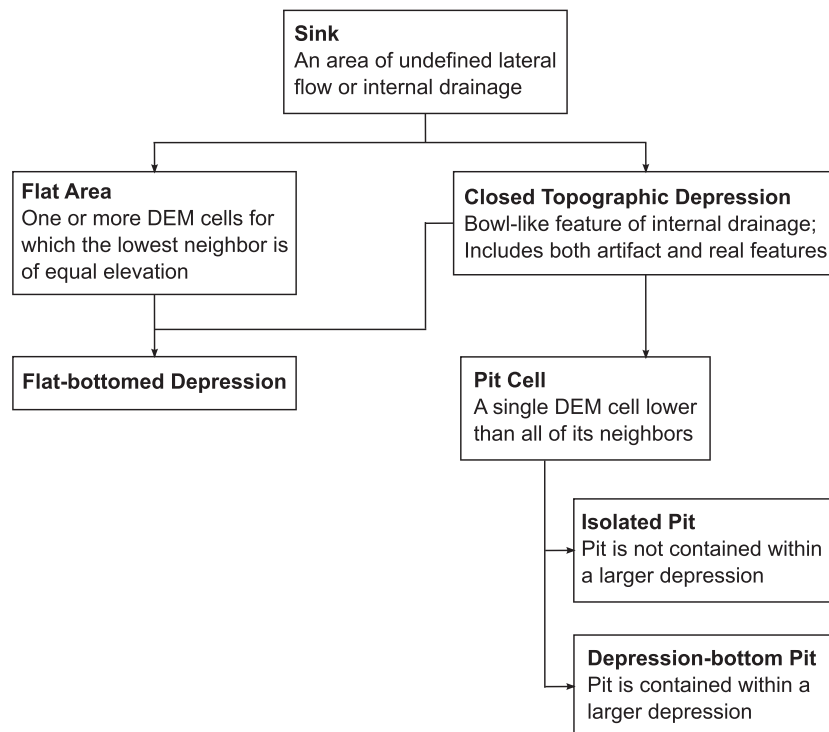 Sink
An area of undefined lateral
flow or internal drainage
Flat Area
One or more DEM cells for
which the lowest neighbor is
of equal elevation
Closed Topographic Depression
Bowl-like feature of internal drainage;
Includes both artifact and real features
Flat-bottomed Depression
Pit Cell
A single DEM cell lower
than all of its neighbors
Isolated Pit
Pit is not contained within
a larger depression
Depression-bottom Pit
Pit is contained within a
larger depression